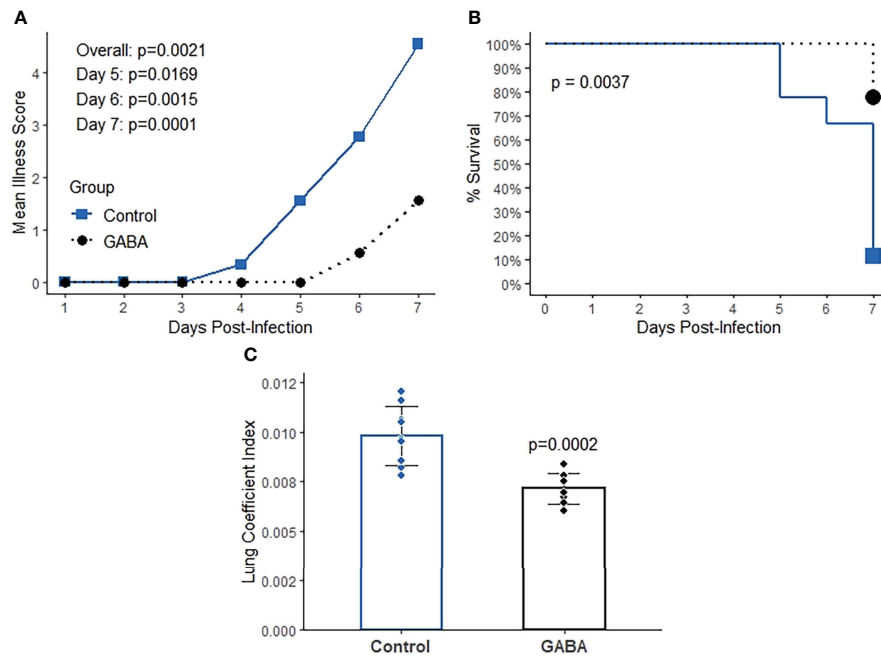 A
Overall: p=0.0021
Day 5: p=0.0169
Day 6: p=0.0015
Day 7: p=0.0001
Group
Control
GABA
Mean Illness Score
4
3
2
1
0
1 2 3 4 5 6 7
Days Post-Infection
B
p = 0.0037
% Survival
100%
90%
80%
70%
60%
50%
40%
30%
20%
10%
0%
0 1 2 3 4 5 6 7
Days Post-Infection
C
p=0.0002
Lung Coefficient Index
0.012
0.010
0.008
0.005
0.002
0.000
Control GABA